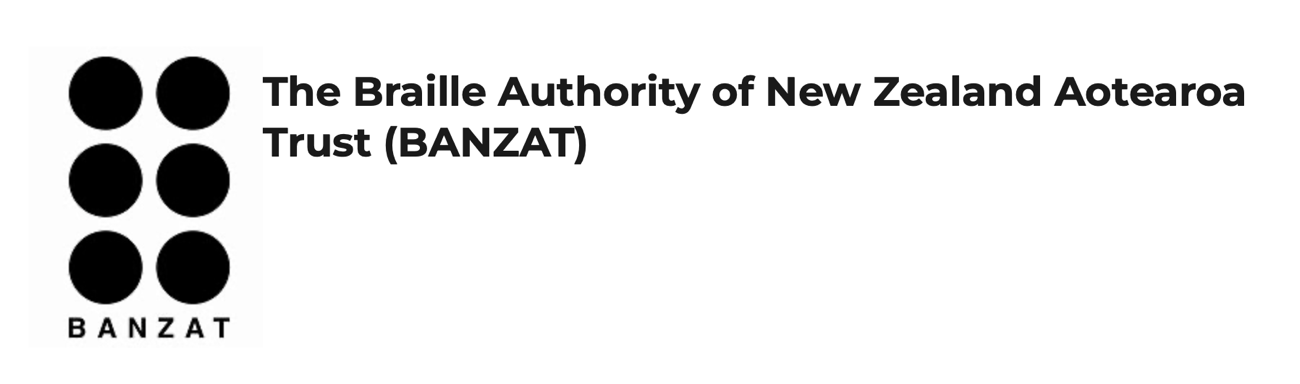 The Braille Authority of New Zealand Aotearoa
Trust (BANZAT)
BANZAT